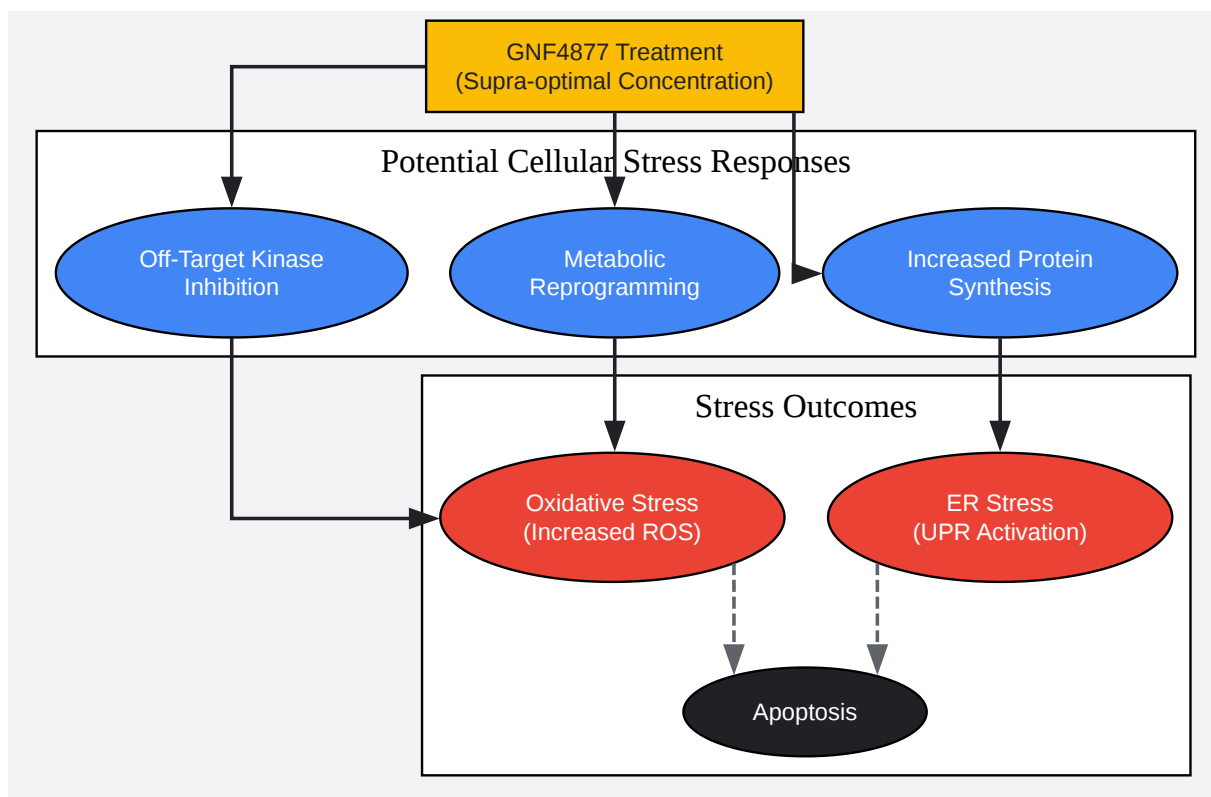 GNF4877 Treatment
(Supra-optimal Concentration)
Potential Cellular Stress Responses
Off-Target Kinase
Inhibition
Metabolic
Reprogramming
Increased Protein
Synthesis
Stress Outcomes
Oxidative Stress
(Increased ROS)
ER Stress
(UPR Activation)
Apoptosis